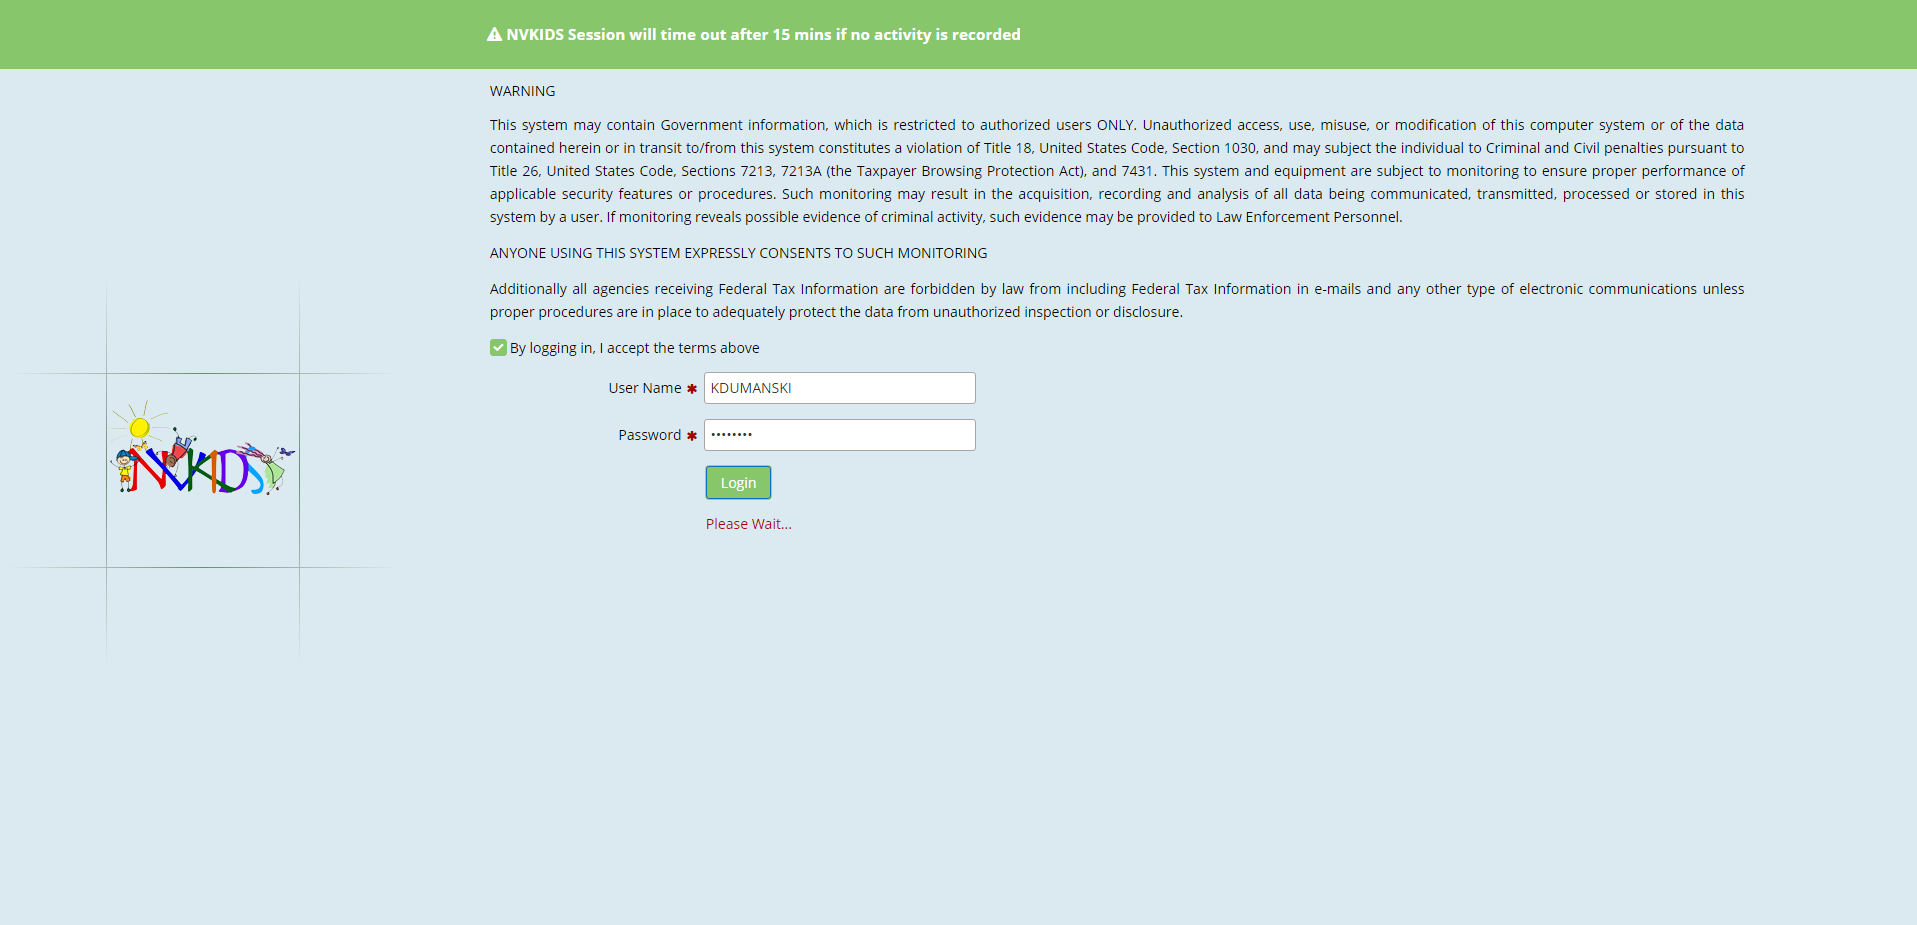 NVKIDS Session will time out after 15 mins if no activity is recorded
WARNING
This system may contain Government information, which is restricted to authorized users ONLY. Unauthorized access, use, misuse, or modification of this computer system or of the data
contained herein or in transit to/from this system constitutes a violation of Title 18, United States Code, Section 1030, and may subject the individual to Criminal and Civil penalties pursuant to
Title 26, United States Code, Sections 7213, 7213A (the Taxpayer Browsing Protection Act), and 7431. This system and equipment are subject to monitoring to ensure proper performance of
applicable security features or procedures. Such monitoring may result in the acquisition, recording and analysis of all data being communicated, transmitted, processed or stored in this
system by a user. If monitoring reveals possible evidence of criminal activity, such evidence may be provided to Law Enforcement Personnel.
ANYONE USING THIS SYSTEM EXPRESSLY CONSENTS TO SUCH MONITORING
Additionally all agencies receiving Federal Tax Information are forbidden by law from including Federal Tax Information in e-mails and any other type of electronic communications unless
proper procedures are in place to adequately protect the data from unauthorized inspection or disclosure.
By logging in, I accept the terms above
User Name ✱ KDUMANSKI
Password ✱ ••••••••
Login
Please Wait...
NVKIDS